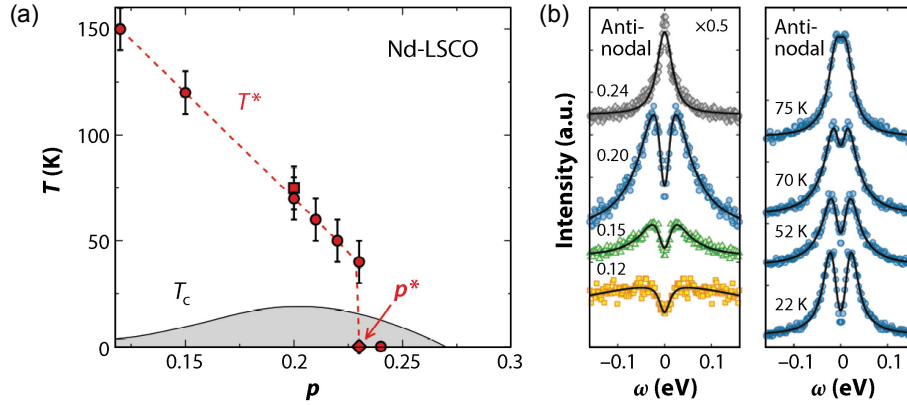 (a)
150
100
50
0
T (K)
Nd-LSCO
T*
Tc
p*
0.15
0.2
0.25
0.3
p
(b)
Intensity (a.u.)
Anti-
nodal
×0.5
0.24
0.20
0.15
0.12
−0.1
0
0.1
ω (eV)
Anti-
nodal
75 K
70 K
52 K
22 K
−0.1
0
0.1
ω (eV)